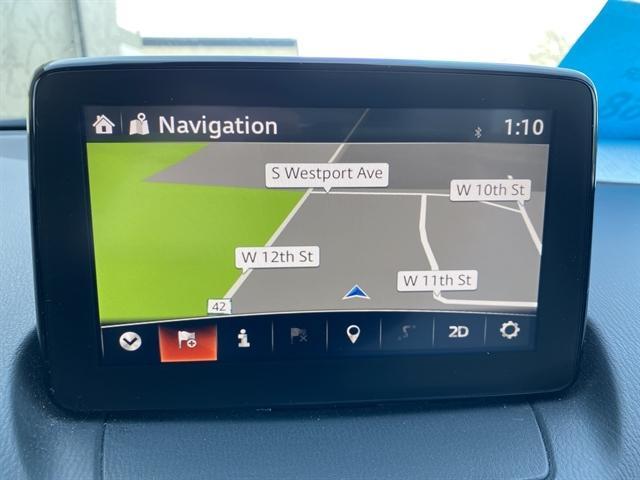 Navigation
1:10
S Westport Ave
W 10th St
W 12th St
W 11th St
42
2D